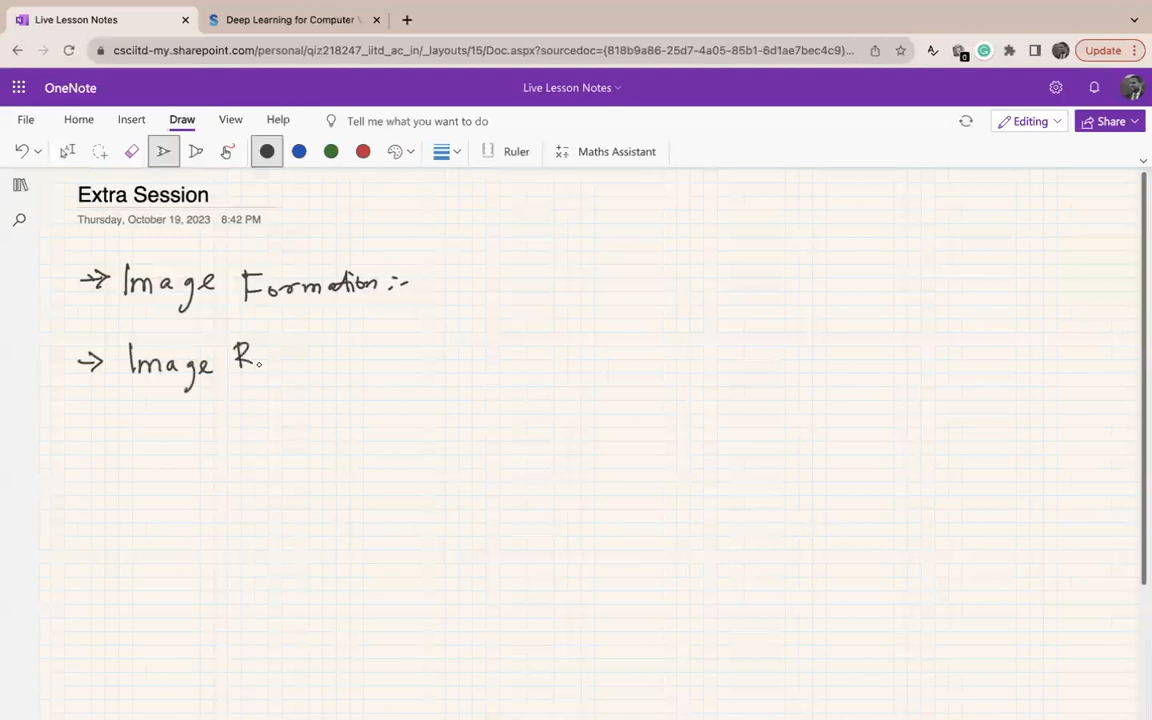 Live Lesson Notes
Deep Learning for Computer
csciitd-my.sharepoint.com/personal/qiz218247_iitd_ac_in/_layouts/15/Doc.aspx?sourcedoc={818b9a86-25d7-4a05-85b1-6d1ae7bec4c9}...
Update
OneNote
Live Lesson Notes
File Home Insert Draw View Help Tell me what you want to do
Editing Share
Ruler Maths Assistant
Extra Session
Thursday, October 19, 2023 8:42 PM
→ Image Formation :-
→ Image R